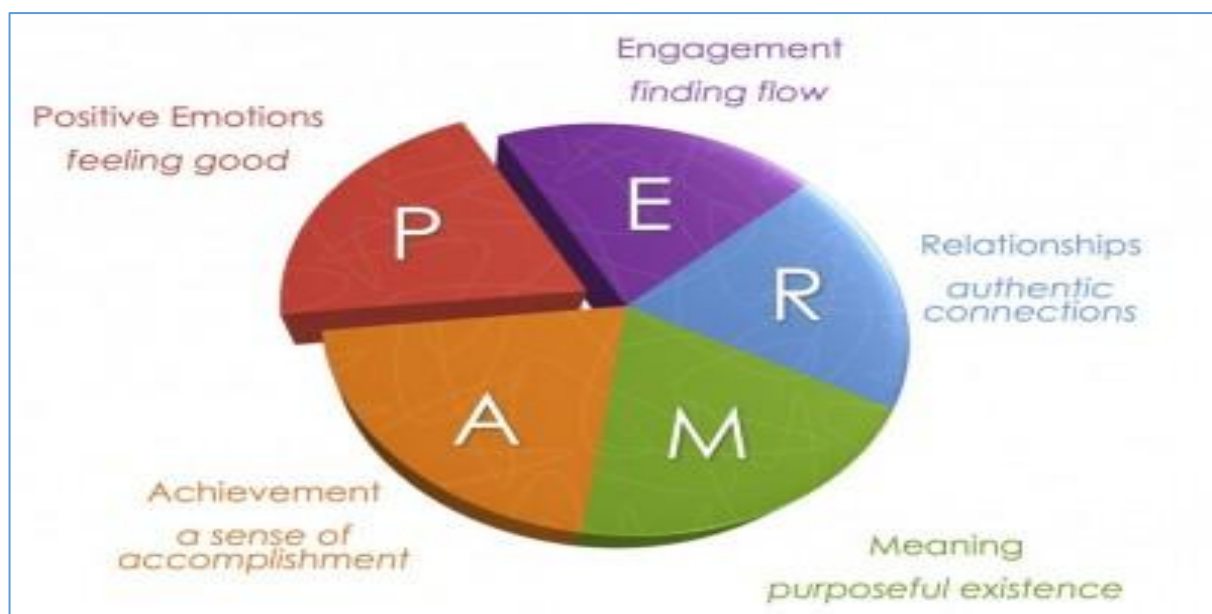 Engagement
finding flow
Positive Emotions
feeling good
P
E
R
Relationships
authentic
connections
A
M
Achievement
a sense of
accomplishment
Meaning
purposeful existence